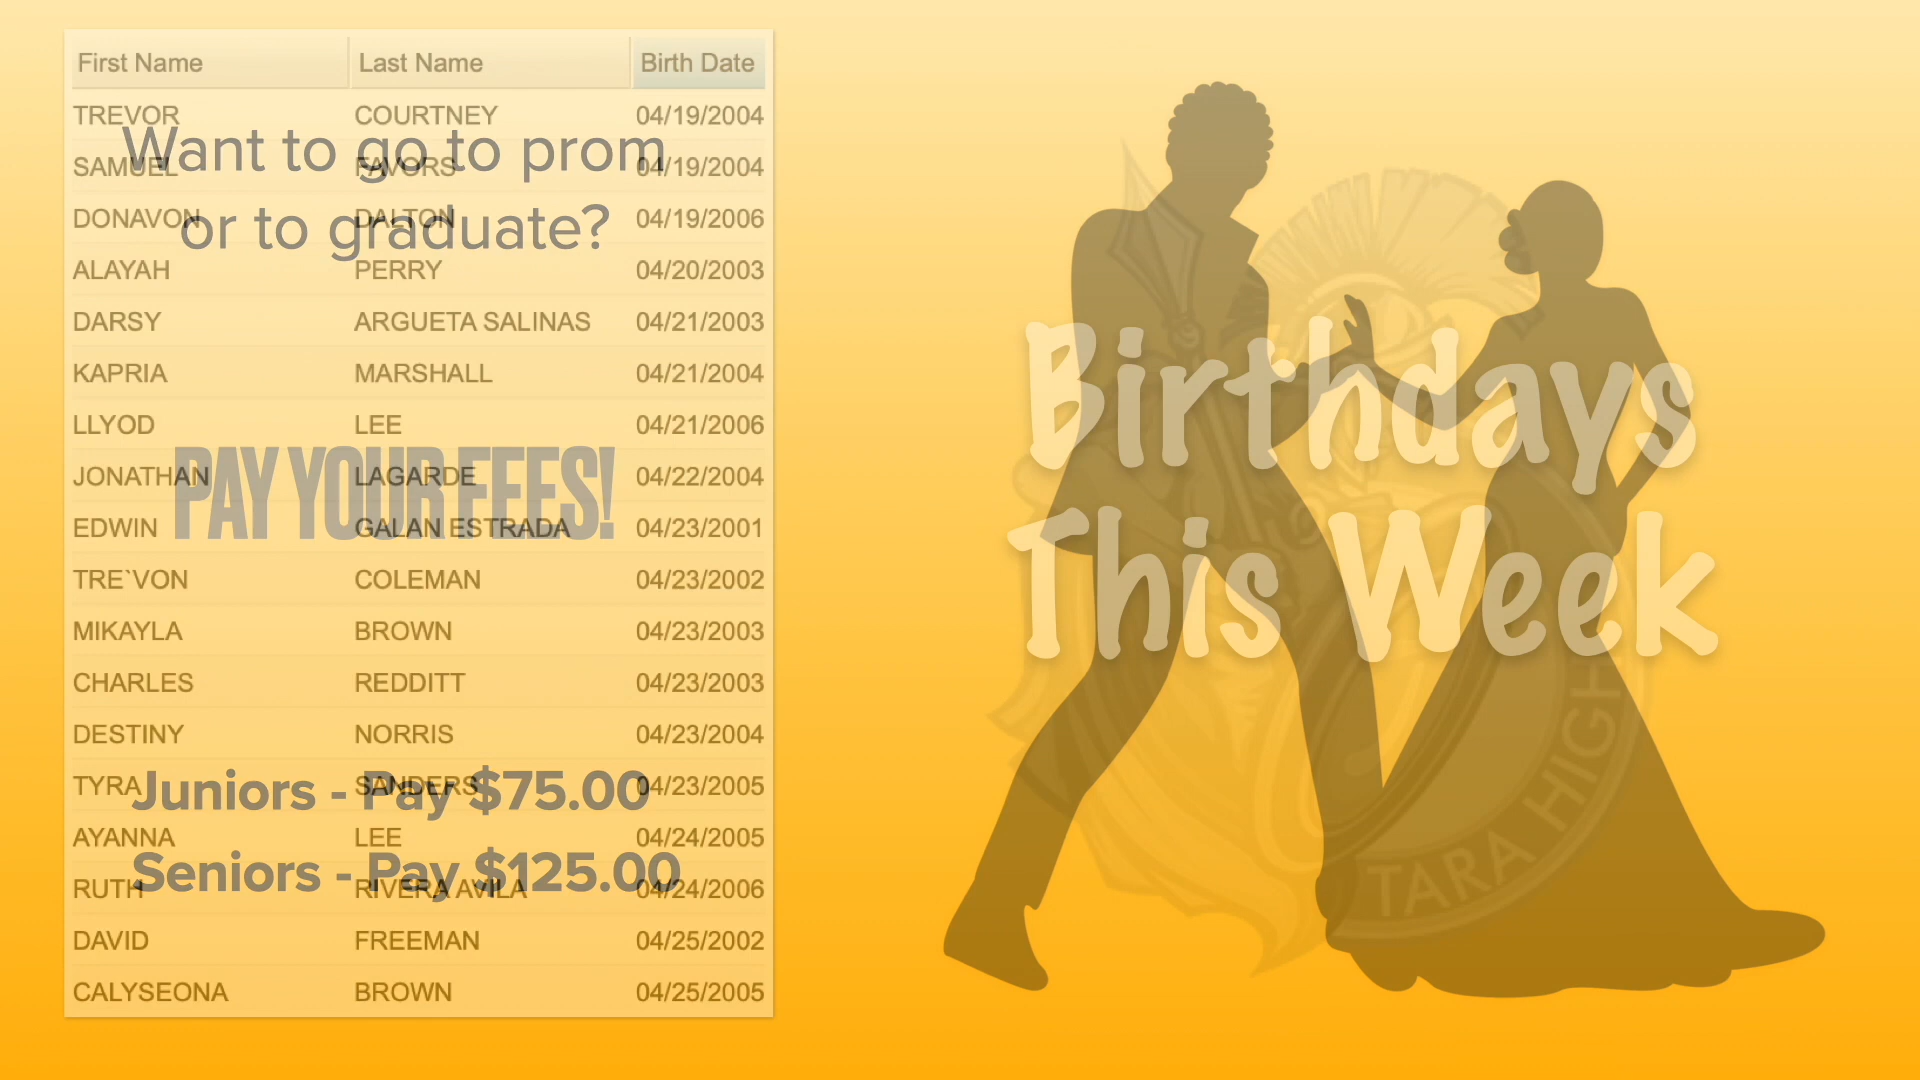 First Name Last Name Birth Date
TREVOR COURTNEY 04/19/2004
SAMUEL FAVORS 04/19/2004
DONAVON DALTON 04/19/2006
ALAYAH PERRY 04/20/2003
DARSY ARGUETA SALINAS 04/21/2003
KAPRIA MARSHALL 04/21/2004
LLYOD LEE 04/21/2006
JONATHAN LAGARDE 04/22/2004
EDWIN GALAN ESTRADA 04/23/2001
TRE`VON COLEMAN 04/23/2002
MIKAYLA BROWN 04/23/2003
CHARLES REDDITT 04/23/2003
DESTINY NORRIS 04/23/2004
TYRA SANDERS 04/23/2005
AYANNA LEE 04/24/2005
RUTH RIVERA AVILA 04/24/2006
DAVID FREEMAN 04/25/2002
CALYSEONA BROWN 04/25/2005
Want to go to prom
or to graduate?
PAY YOUR FEES!
Juniors - Pay $75.00
Seniors - Pay $125.00
Birthdays
This Week
TARA HIGH